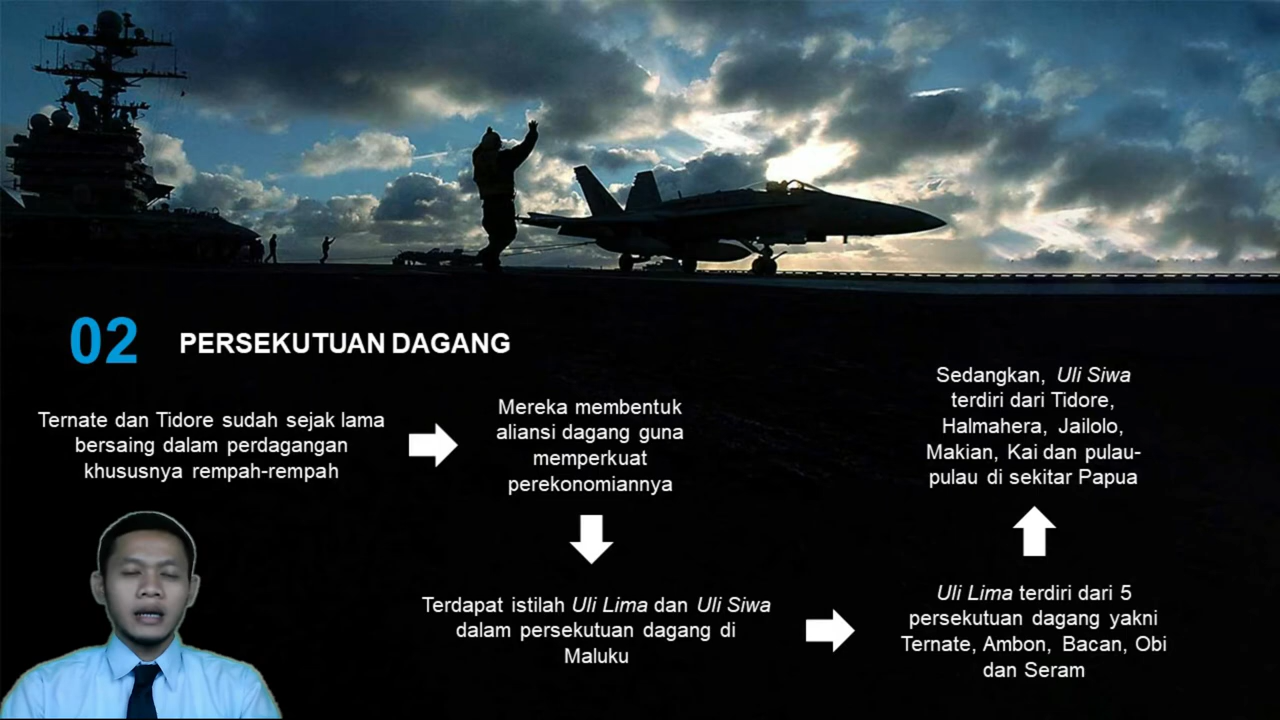 02
PERSEKUTUAN DAGANG
Ternate dan Tidore sudah sejak lama
bersaing dalam perdagangan
khususnya rempah-rempah
Mereka membentuk
aliansi dagang guna
memperkuat
perekonomiannya
Terdapat istilah Uli Lima dan Uli Siwa
dalam persekutuan dagang di
Maluku
Uli Lima terdiri dari 5
persekutuan dagang yakni
Ternate, Ambon, Bacan, Obi
dan Seram
Sedangkan, Uli Siwa
terdiri dari Tidore,
Halmahera, Jailolo,
Makian, Kai dan pulau-
pulau di sekitar Papua